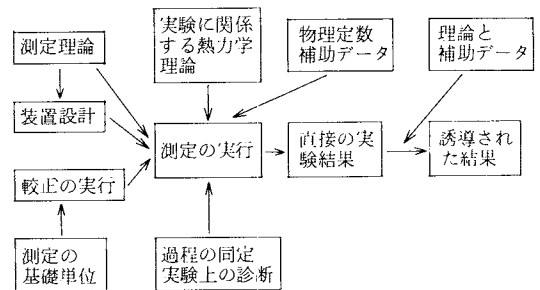 測定理論
実験に関係
する熱力学
理論
物理定数
補助データ
理論と
補助データ
装置設計
測定の実行
直接の実
験結果
誘導され
た結果
較正の実行
測定の
基礎単位
過程の同定
実験上の診断